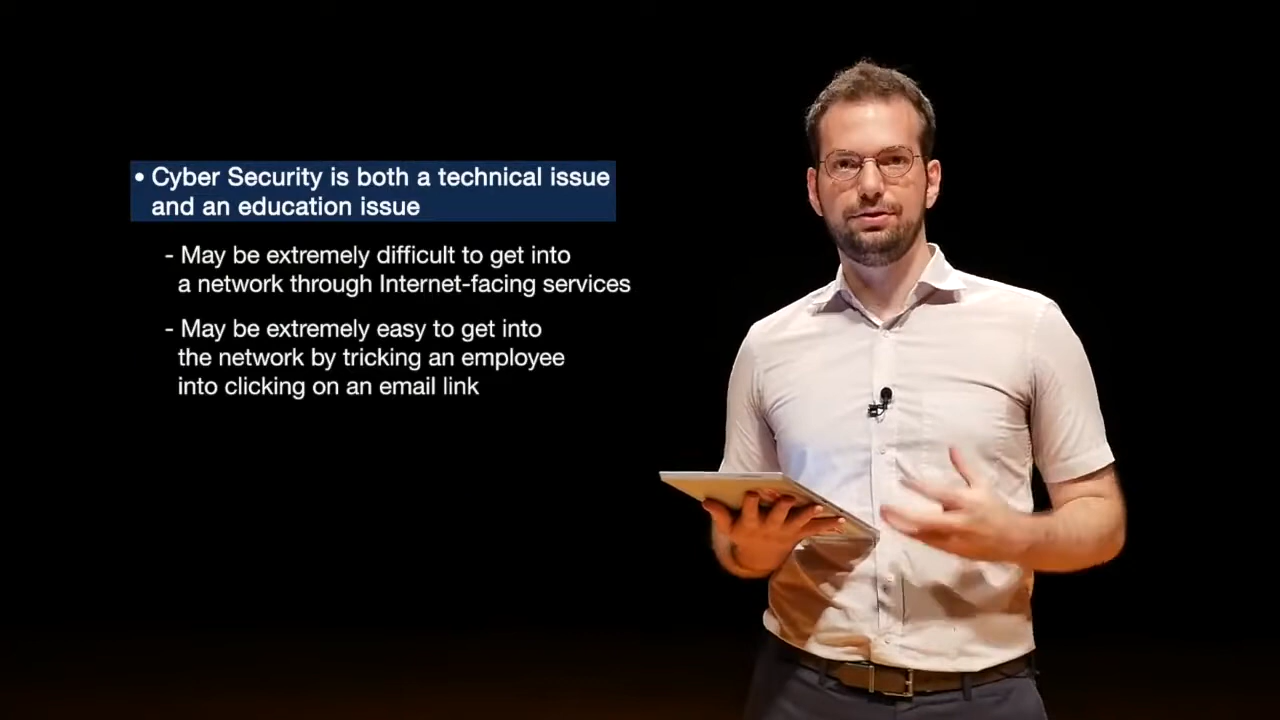 • Cyber Security is both a technical issue
and an education issue
- May be extremely difficult to get into
a network through Internet-facing services
- May be extremely easy to get into
the network by tricking an employee
into clicking on an email link